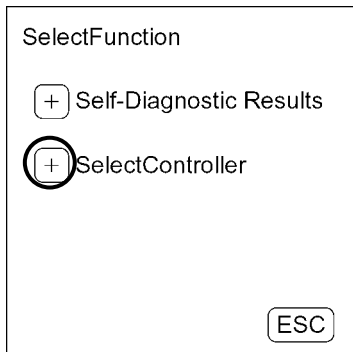 SelectFunction
+ Self-Diagnostic Results
+ SelectController
ESC